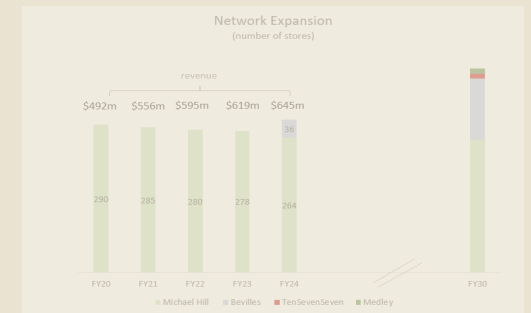 Network Expansion
(number of stores)
revenue
$492m $556m $595m $619m $645m
36
290 285 280 278 264
FY20 FY21 FY22 FY23 FY24 FY30
Michael Hill Bevilles TenSevenSeven Medley